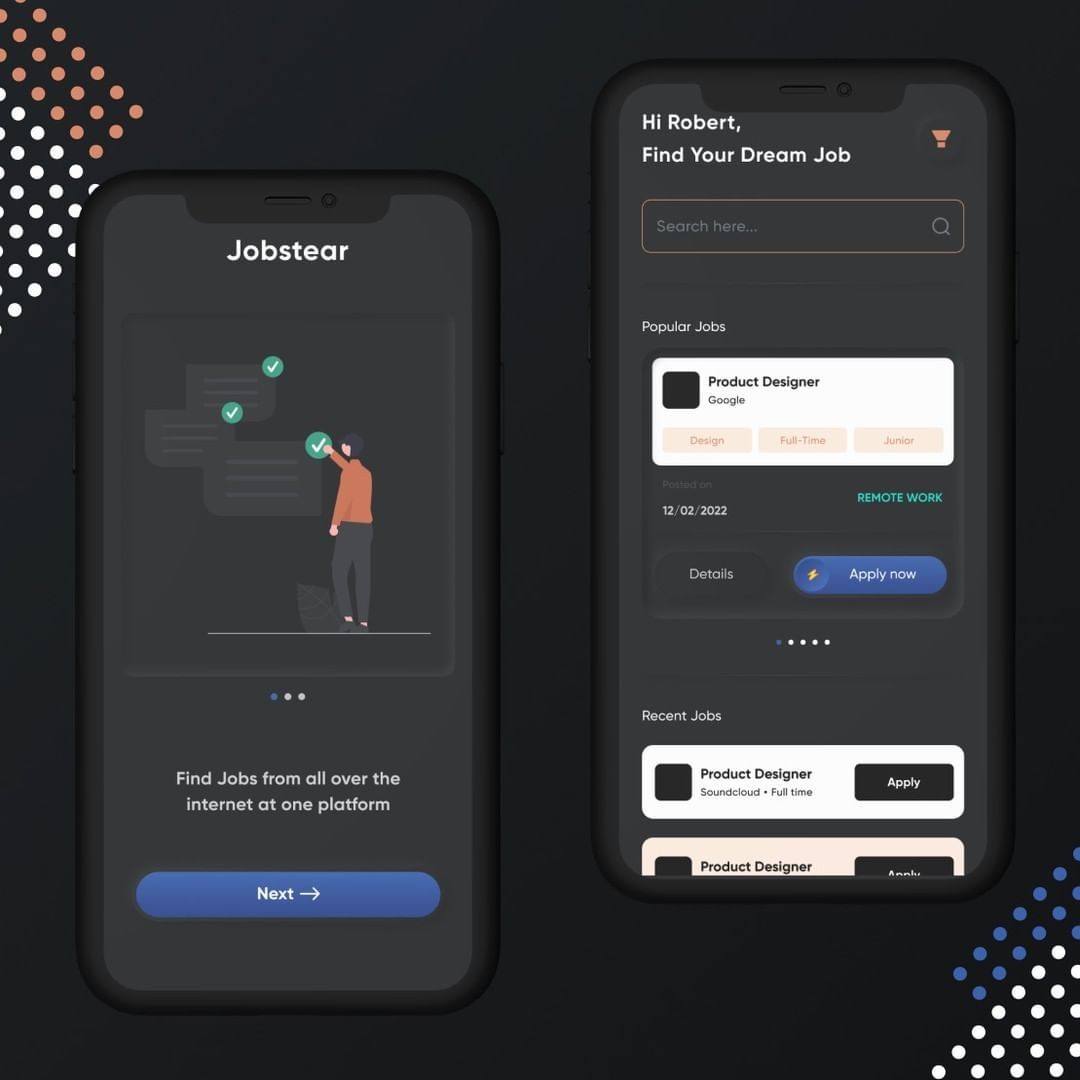 Jobstear
Find Jobs from all over the
internet at one platform
Next
Hi Robert,
Find Your Dream Job
Search here...
Popular Jobs
Product Designer
Google
Design
Full-Time
Junior
Posted on
12/02/2022
REMOTE WORK
Details
Apply now
Recent Jobs
Product Designer
Soundcloud • Full time
Apply
Product Designer
Apply